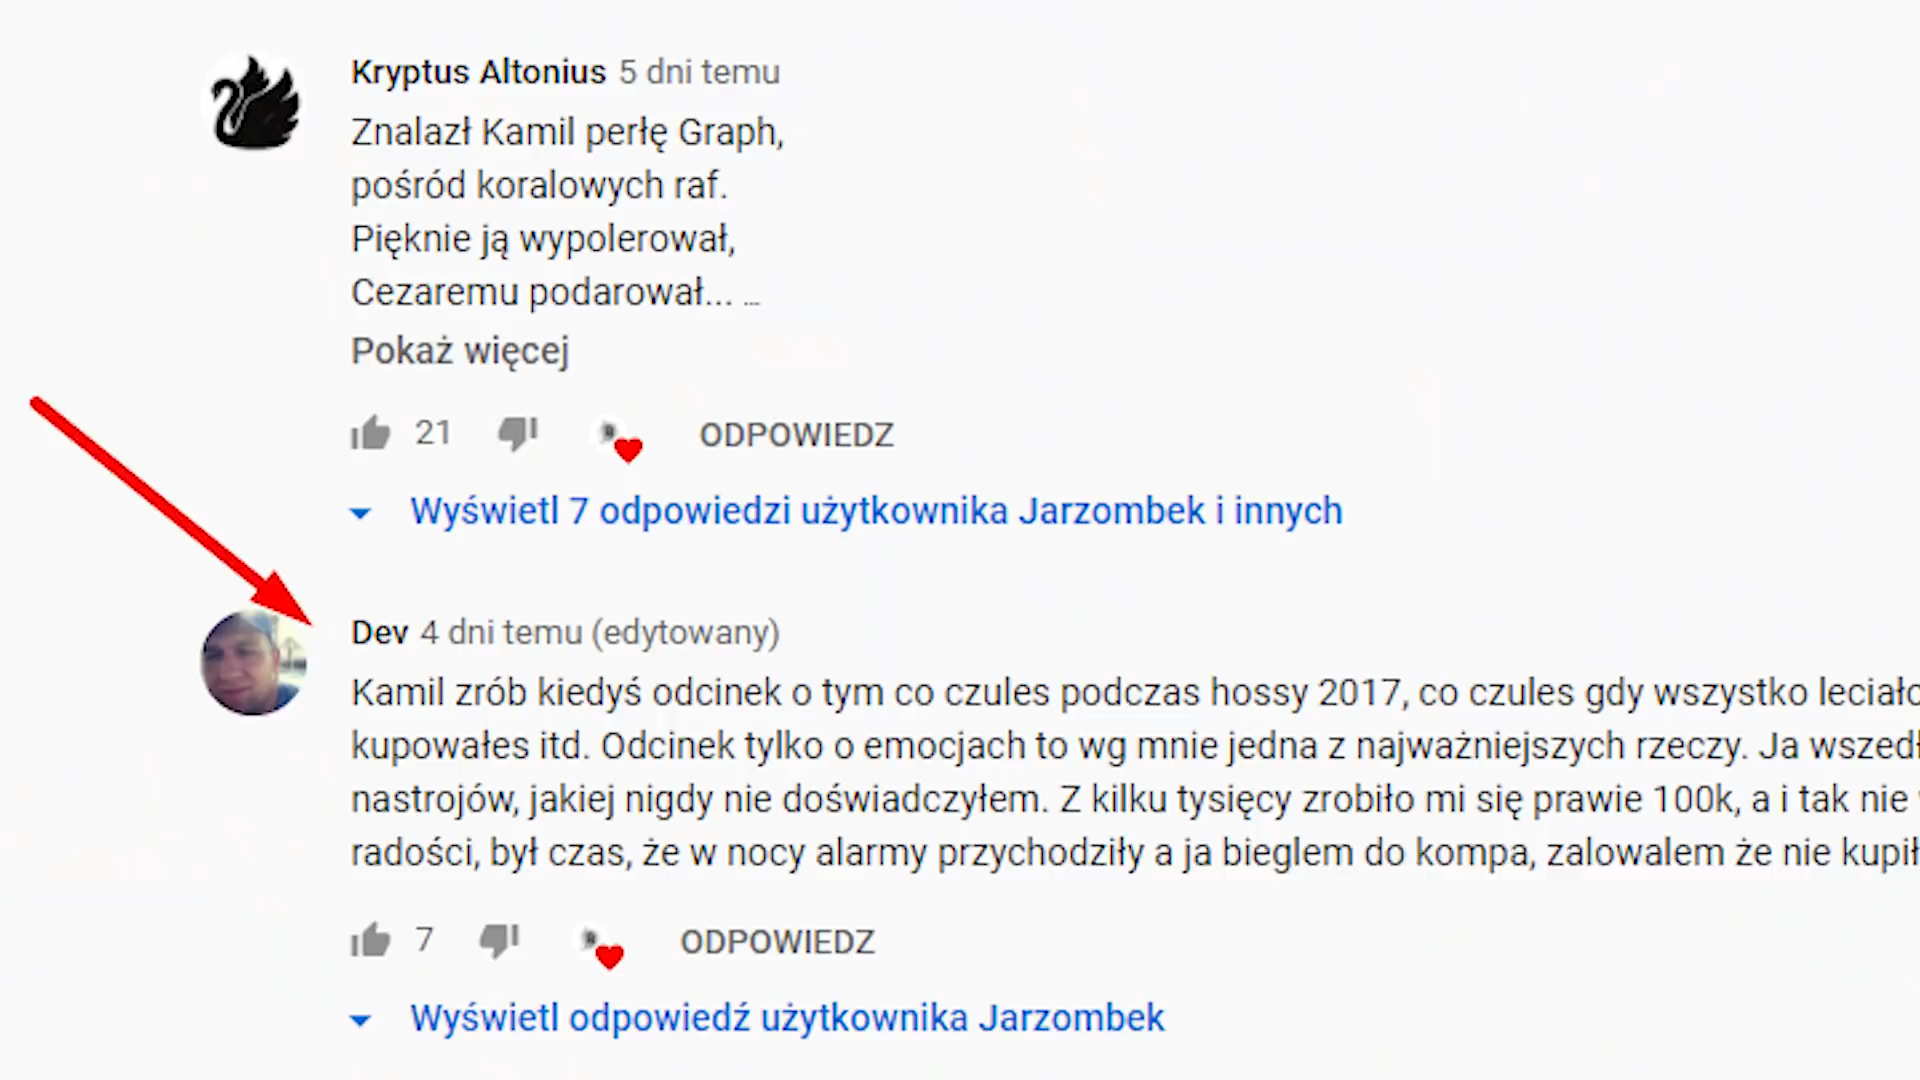 Kryptus Altonius 5 dni temu
Znalazł Kamil perłę Graph,
pośród koralowych raf.
Pięknie ją wypolerował,
Cezaremu podarował... ...
Pokaż więcej
21 ODPOWIEDZ
Wyświetl 7 odpowiedzi użytkownika Jarzombek i innych
Dev 4 dni temu (edytowany)
Kamil zrób kiedyś odcinek o tym co czules podczas hossy 2017, co czules gdy wszystko
kupowałes itd. Odcinek tylko o emocjach to wg mnie jedna z najważniejszych rzeczy. Ja
nastrojów, jakiej nigdy nie doświadczyłem. Z kilku tysięcy zrobiło mi się prawie 100k, a i tak nie
radości, był czas, że w nocy alarmy przychodziły a ja bieglem do kompa, zalowalem że nie
7 ODPOWIEDZ
Wyświetl odpowiedź użytkownika Jarzombek